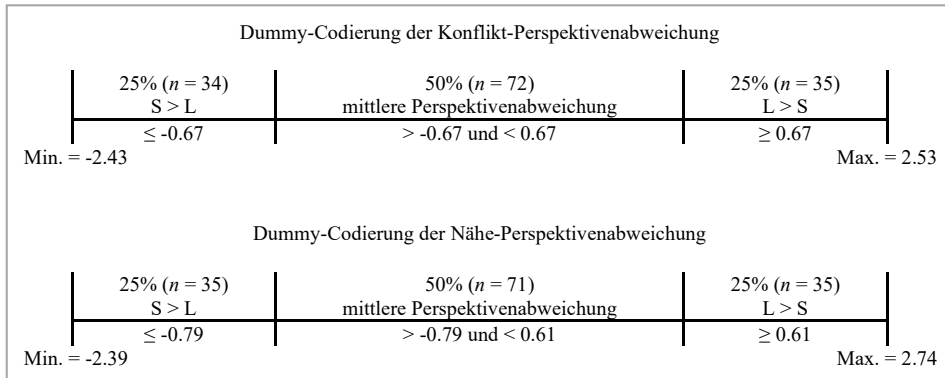 Dummy-Codierung der Konflikt-Perspektivenabweichung
25% (n = 34) 50% (n = 72) 25% (n = 35)
S > L mittlere Perspektivenabweichung L > S
≤ -0.67 > -0.67 und < 0.67 ≥ 0.67
Min. = -2.43 Max. = 2.53
Dummy-Codierung der Nähe-Perspektivenabweichung
25% (n = 35) 50% (n = 71) 25% (n = 35)
S > L mittlere Perspektivenabweichung L > S
≤ -0.79 > -0.79 und < 0.61 ≥ 0.61
Min. = -2.39 Max. = 2.74